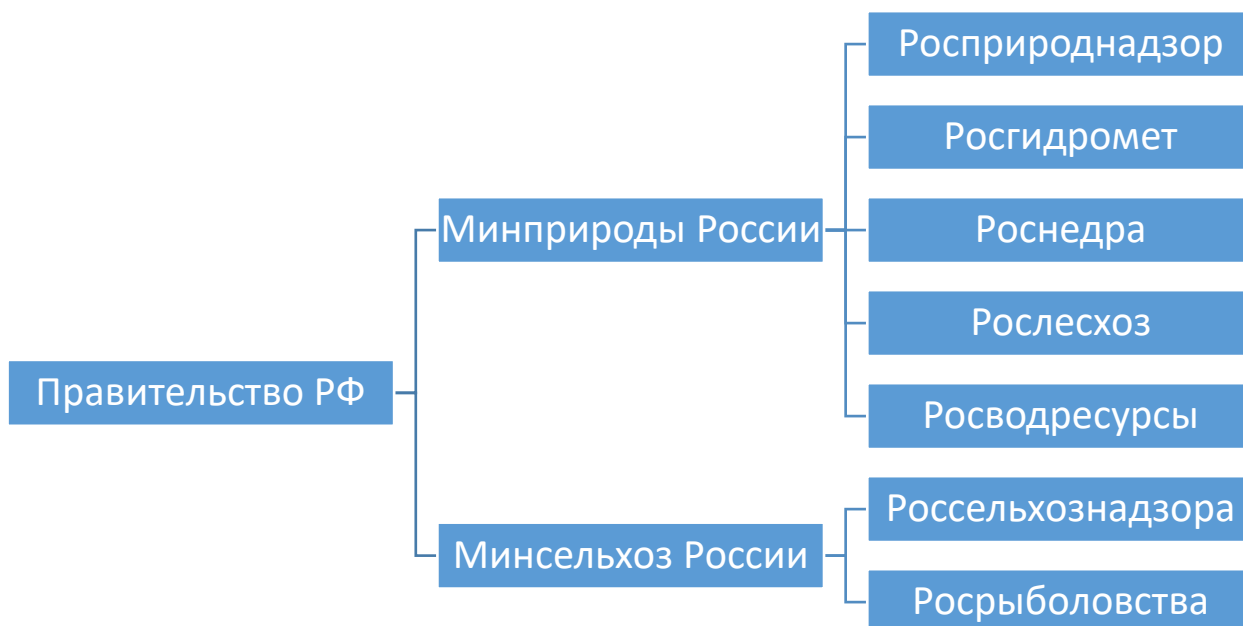 Правительство РФ
Минприроды России
Росприроднадзор
Росгидромет
Роснедра
Рослесхоз
Росводресурсы
Минсельхоз России
Россельхознадзора
Росрыболовства